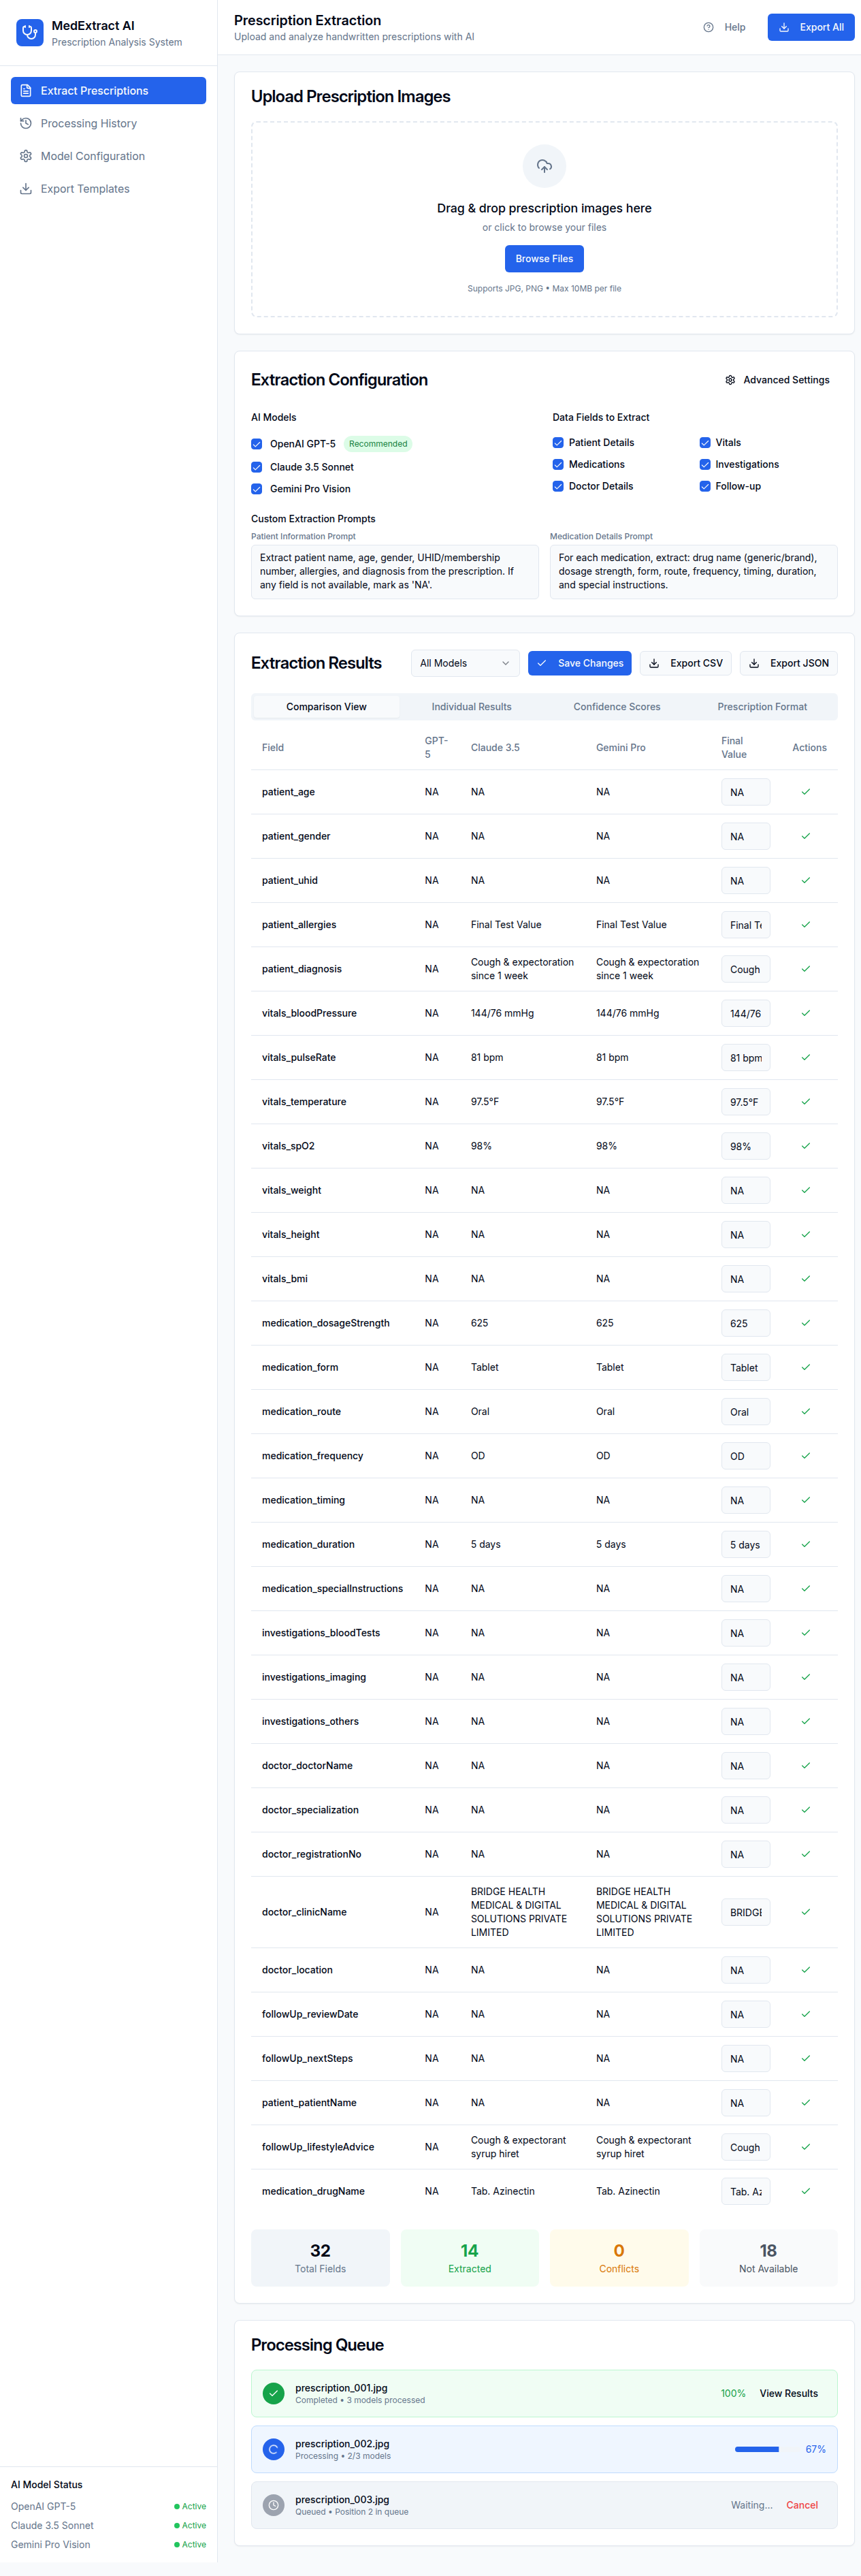 MedExtract AI
Prescription Analysis System
Extract Prescriptions
Processing History
Model Configuration
Export Templates
AI Model Status
OpenAI GPT-5 Active
Claude 3.5 Sonnet Active
Gemini Pro Vision Active
Prescription Extraction
Upload and analyze handwritten prescriptions with AI
Help
Export All
Upload Prescription Images
Drag & drop prescription images here
or click to browse your files
Browse Files
Supports JPG, PNG • Max 10MB per file
Extraction Configuration
Advanced Settings
AI Models
OpenAI GPT-5 Recommended
Claude 3.5 Sonnet
Gemini Pro Vision
Data Fields to Extract
Patient Details Vitals
Medications Investigations
Doctor Details Follow-up
Custom Extraction Prompts
Patient Information Prompt
Extract patient name, age, gender, UHID/membership
number, allergies, and diagnosis from the prescription. If
any field is not available, mark as 'NA'.
Medication Details Prompt
For each medication, extract: drug name (generic/brand),
dosage strength, form, route, frequency, timing, duration,
and special instructions.
Extraction Results
All Models
Save Changes
Export CSV
Export JSON
Comparison View Individual Results Confidence Scores Prescription Format
Field GPT-5 Claude 3.5 Gemini Pro Final Value Actions
patient_age NA NA NA NA
patient_gender NA NA NA NA
patient_uhid NA NA NA NA
patient_allergies NA Final Test Value Final Test Value Final Te
patient_diagnosis NA Cough & expectoration since 1 week Cough & expectoration since 1 week Cough
vitals_bloodPressure NA 144/76 mmHg 144/76 mmHg 144/76
vitals_pulseRate NA 81 bpm 81 bpm 81 bpm
vitals_temperature NA 97.5°F 97.5°F 97.5°F
vitals_spO2 NA 98% 98% 98%
vitals_weight NA NA NA NA
vitals_height NA NA NA NA
vitals_bmi NA NA NA NA
medication_dosageStrength NA 625 625 625
medication_form NA Tablet Tablet Tablet
medication_route NA Oral Oral Oral
medication_frequency NA OD OD OD
medication_timing NA NA NA NA
medication_duration NA 5 days 5 days 5 days
medication_specialInstructions NA NA NA NA
investigations_bloodTests NA NA NA NA
investigations_imaging NA NA NA NA
investigations_others NA NA NA NA
doctor_doctorName NA NA NA NA
doctor_specialization NA NA NA NA
doctor_registrationNo NA NA NA NA
doctor_clinicName NA BRIDGE HEALTH MEDICAL & DIGITAL SOLUTIONS PRIVATE LIMITED BRIDGE HEALTH MEDICAL & DIGITAL SOLUTIONS PRIVATE LIMITED BRIDGE
doctor_location NA NA NA NA
followUp_reviewDate NA NA NA NA
followUp_nextSteps NA NA NA NA
patient_patientName NA NA NA NA
followUp_lifestyleAdvice NA Cough & expectorant syrup hiret Cough & expectorant syrup hiret Cough
medication_drugName NA Tab. Azinectin Tab. Azinectin Tab. Az
32
Total Fields
14
Extracted
0
Conflicts
18
Not Available
Processing Queue
prescription_001.jpg
Completed • 3 models processed
100% View Results
prescription_002.jpg
Processing • 2/3 models
67%
prescription_003.jpg
Queued • Position 2 in queue
Waiting... Cancel